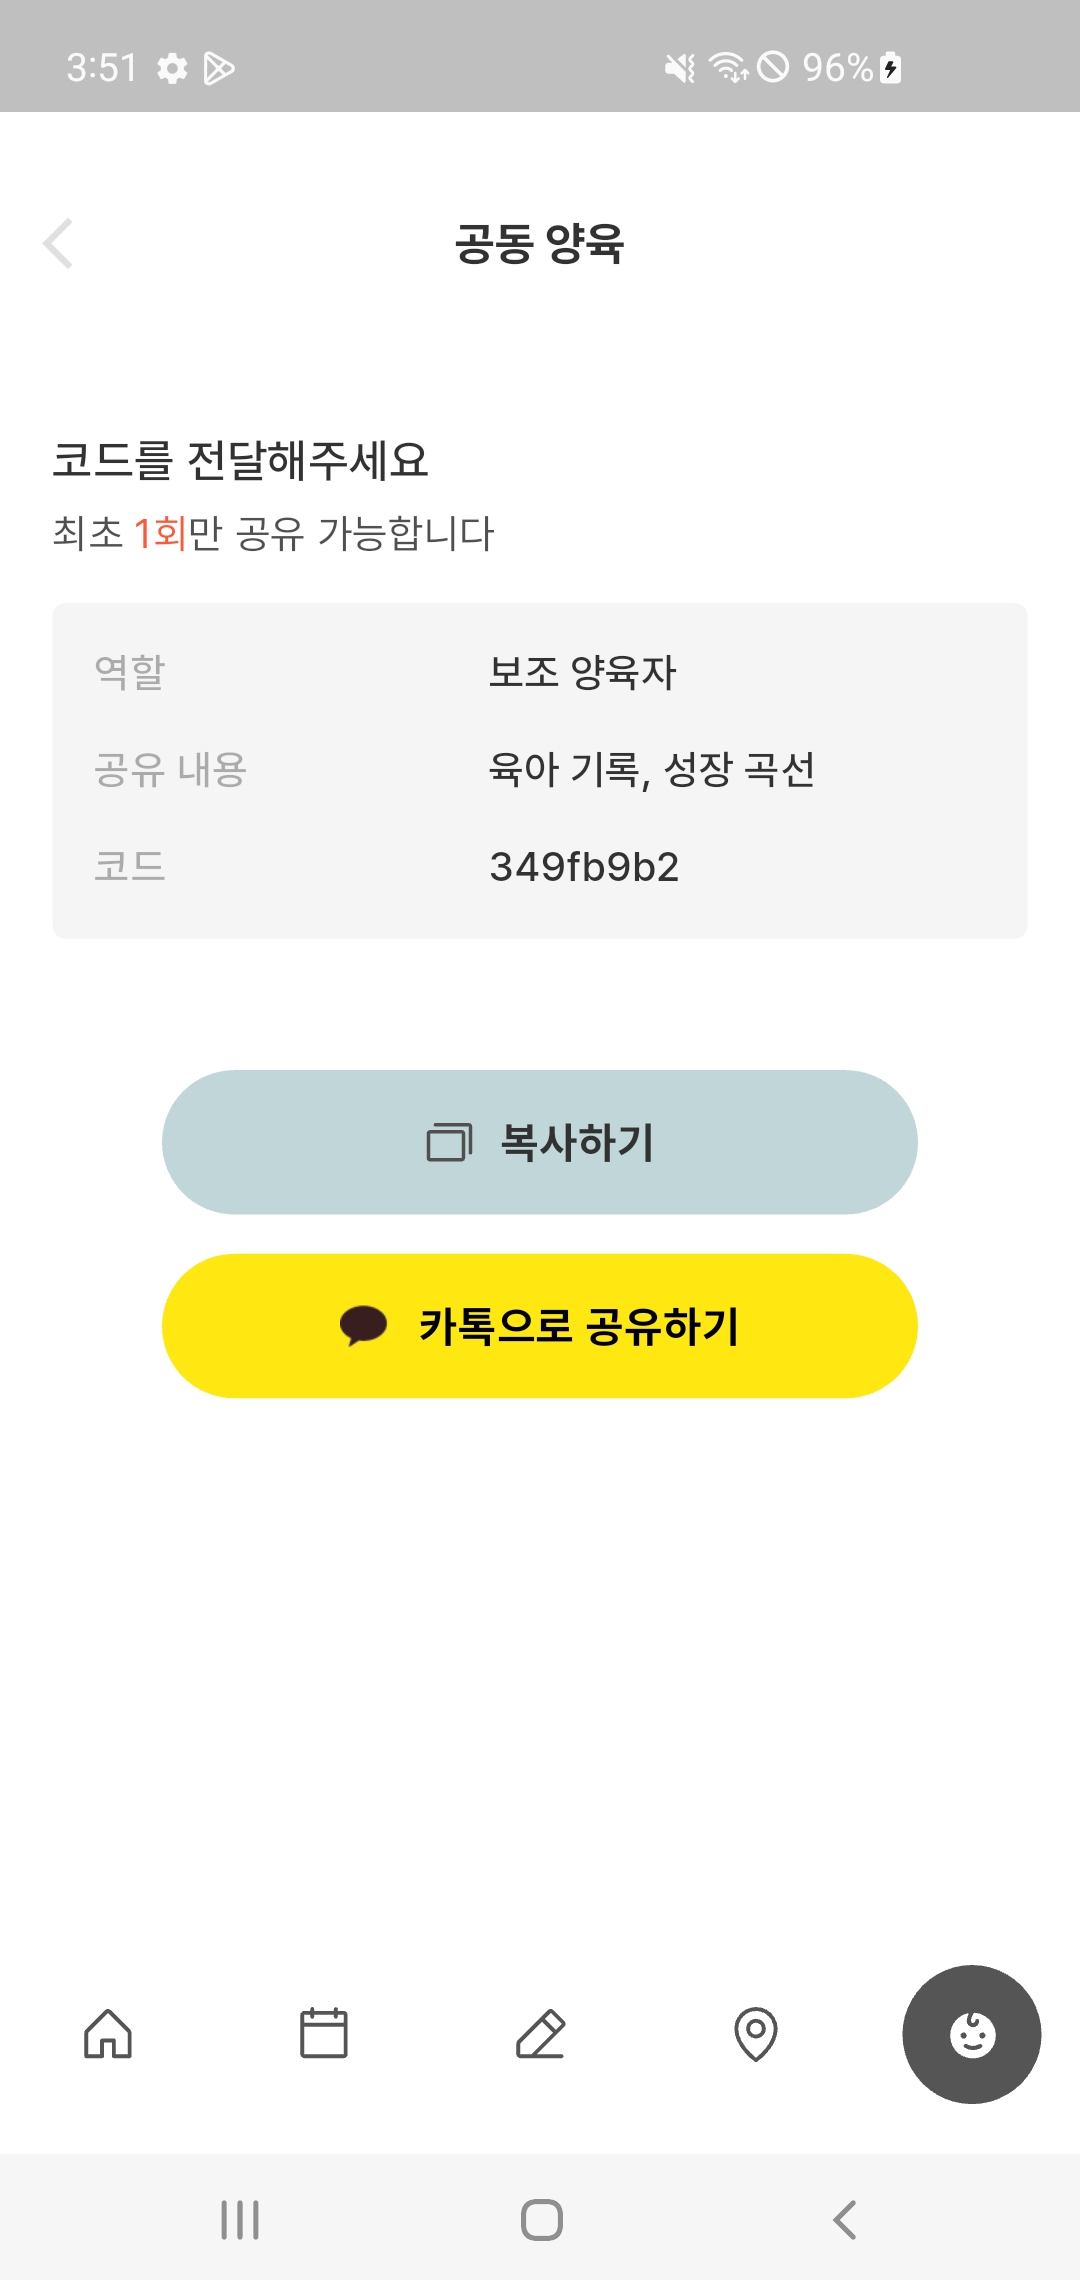 3:51 96%
공동 양육
코드를 전달해주세요
최초 1회만 공유 가능합니다
역할 보조 양육자
공유 내용 육아 기록, 성장 곡선
코드 349fb9b2
복사하기
카톡으로 공유하기